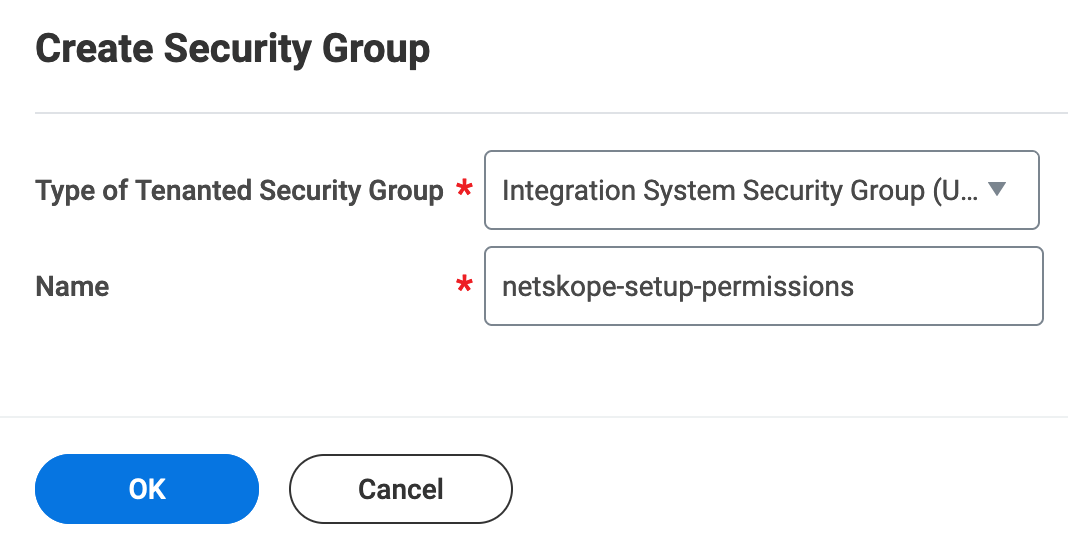 Create Security Group
Type of Tenanted Security Group * Integration System Security Group (U...
Name * netskope-setup-permissions
OK Cancel